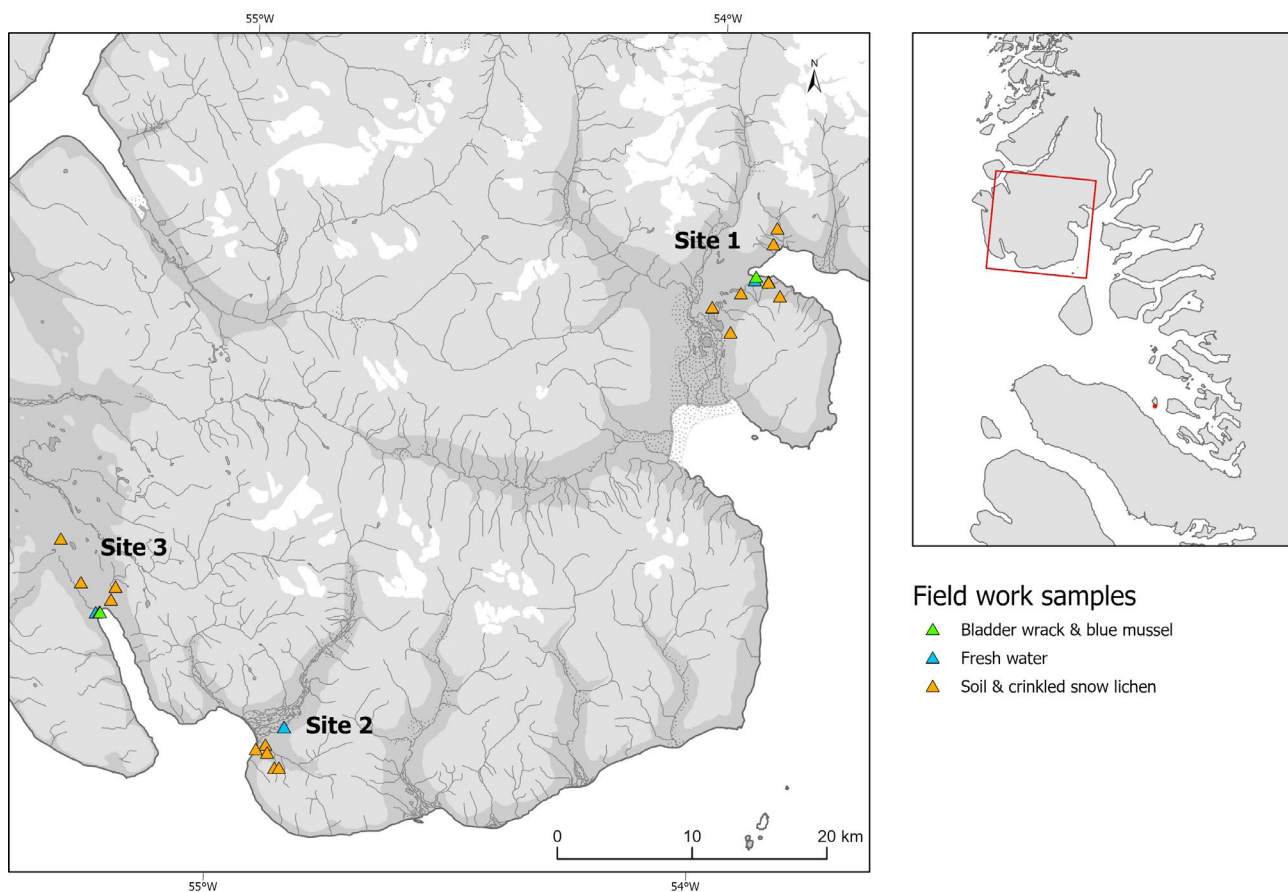 55°W
54°W
N
Site 1
Site 3
Site 2
0
10
20 km
55°W
54°W
Field work samples
Bladder wrack & blue mussel
Fresh water
Soil & crinkled snow lichen